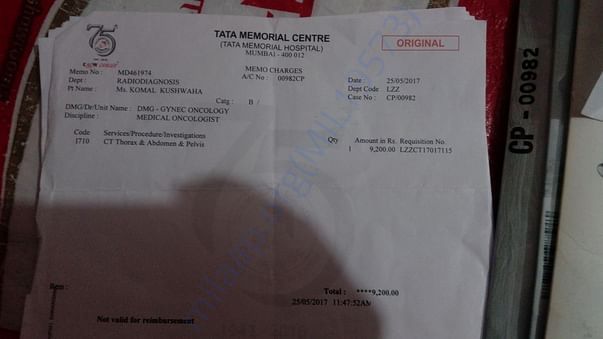 75
TATA MEMORIAL CENTRE
(TATA MEMORIAL HOSPITAL)
MUMBAI - 400 012
ORIGINAL
MEMO CHARGES
Memo No : MD461974 A/C No : 00982CP Date : 25/05/2017
Dept : RADIODIAGNOSIS Dept Code LZZ
Pt Name : Ms. KOMAL KUSHWAHA Case No : CP/00982
Catg : B /
DMG/Dr/Unit Name : DMG - GYNEC ONCOLOGY
Discipline : MEDICAL ONCOLOGIST
Code Services/Procedure/Investigations Qty Amount in Rs. Requisition No.
1710 CT Thorax & Abdomen & Pelvis 1 9,200.00 LZZCT17017115
Total : ****9,200.00
25/05/2017 11:47:52AM
Not valid for reimbursement
CP - 00982